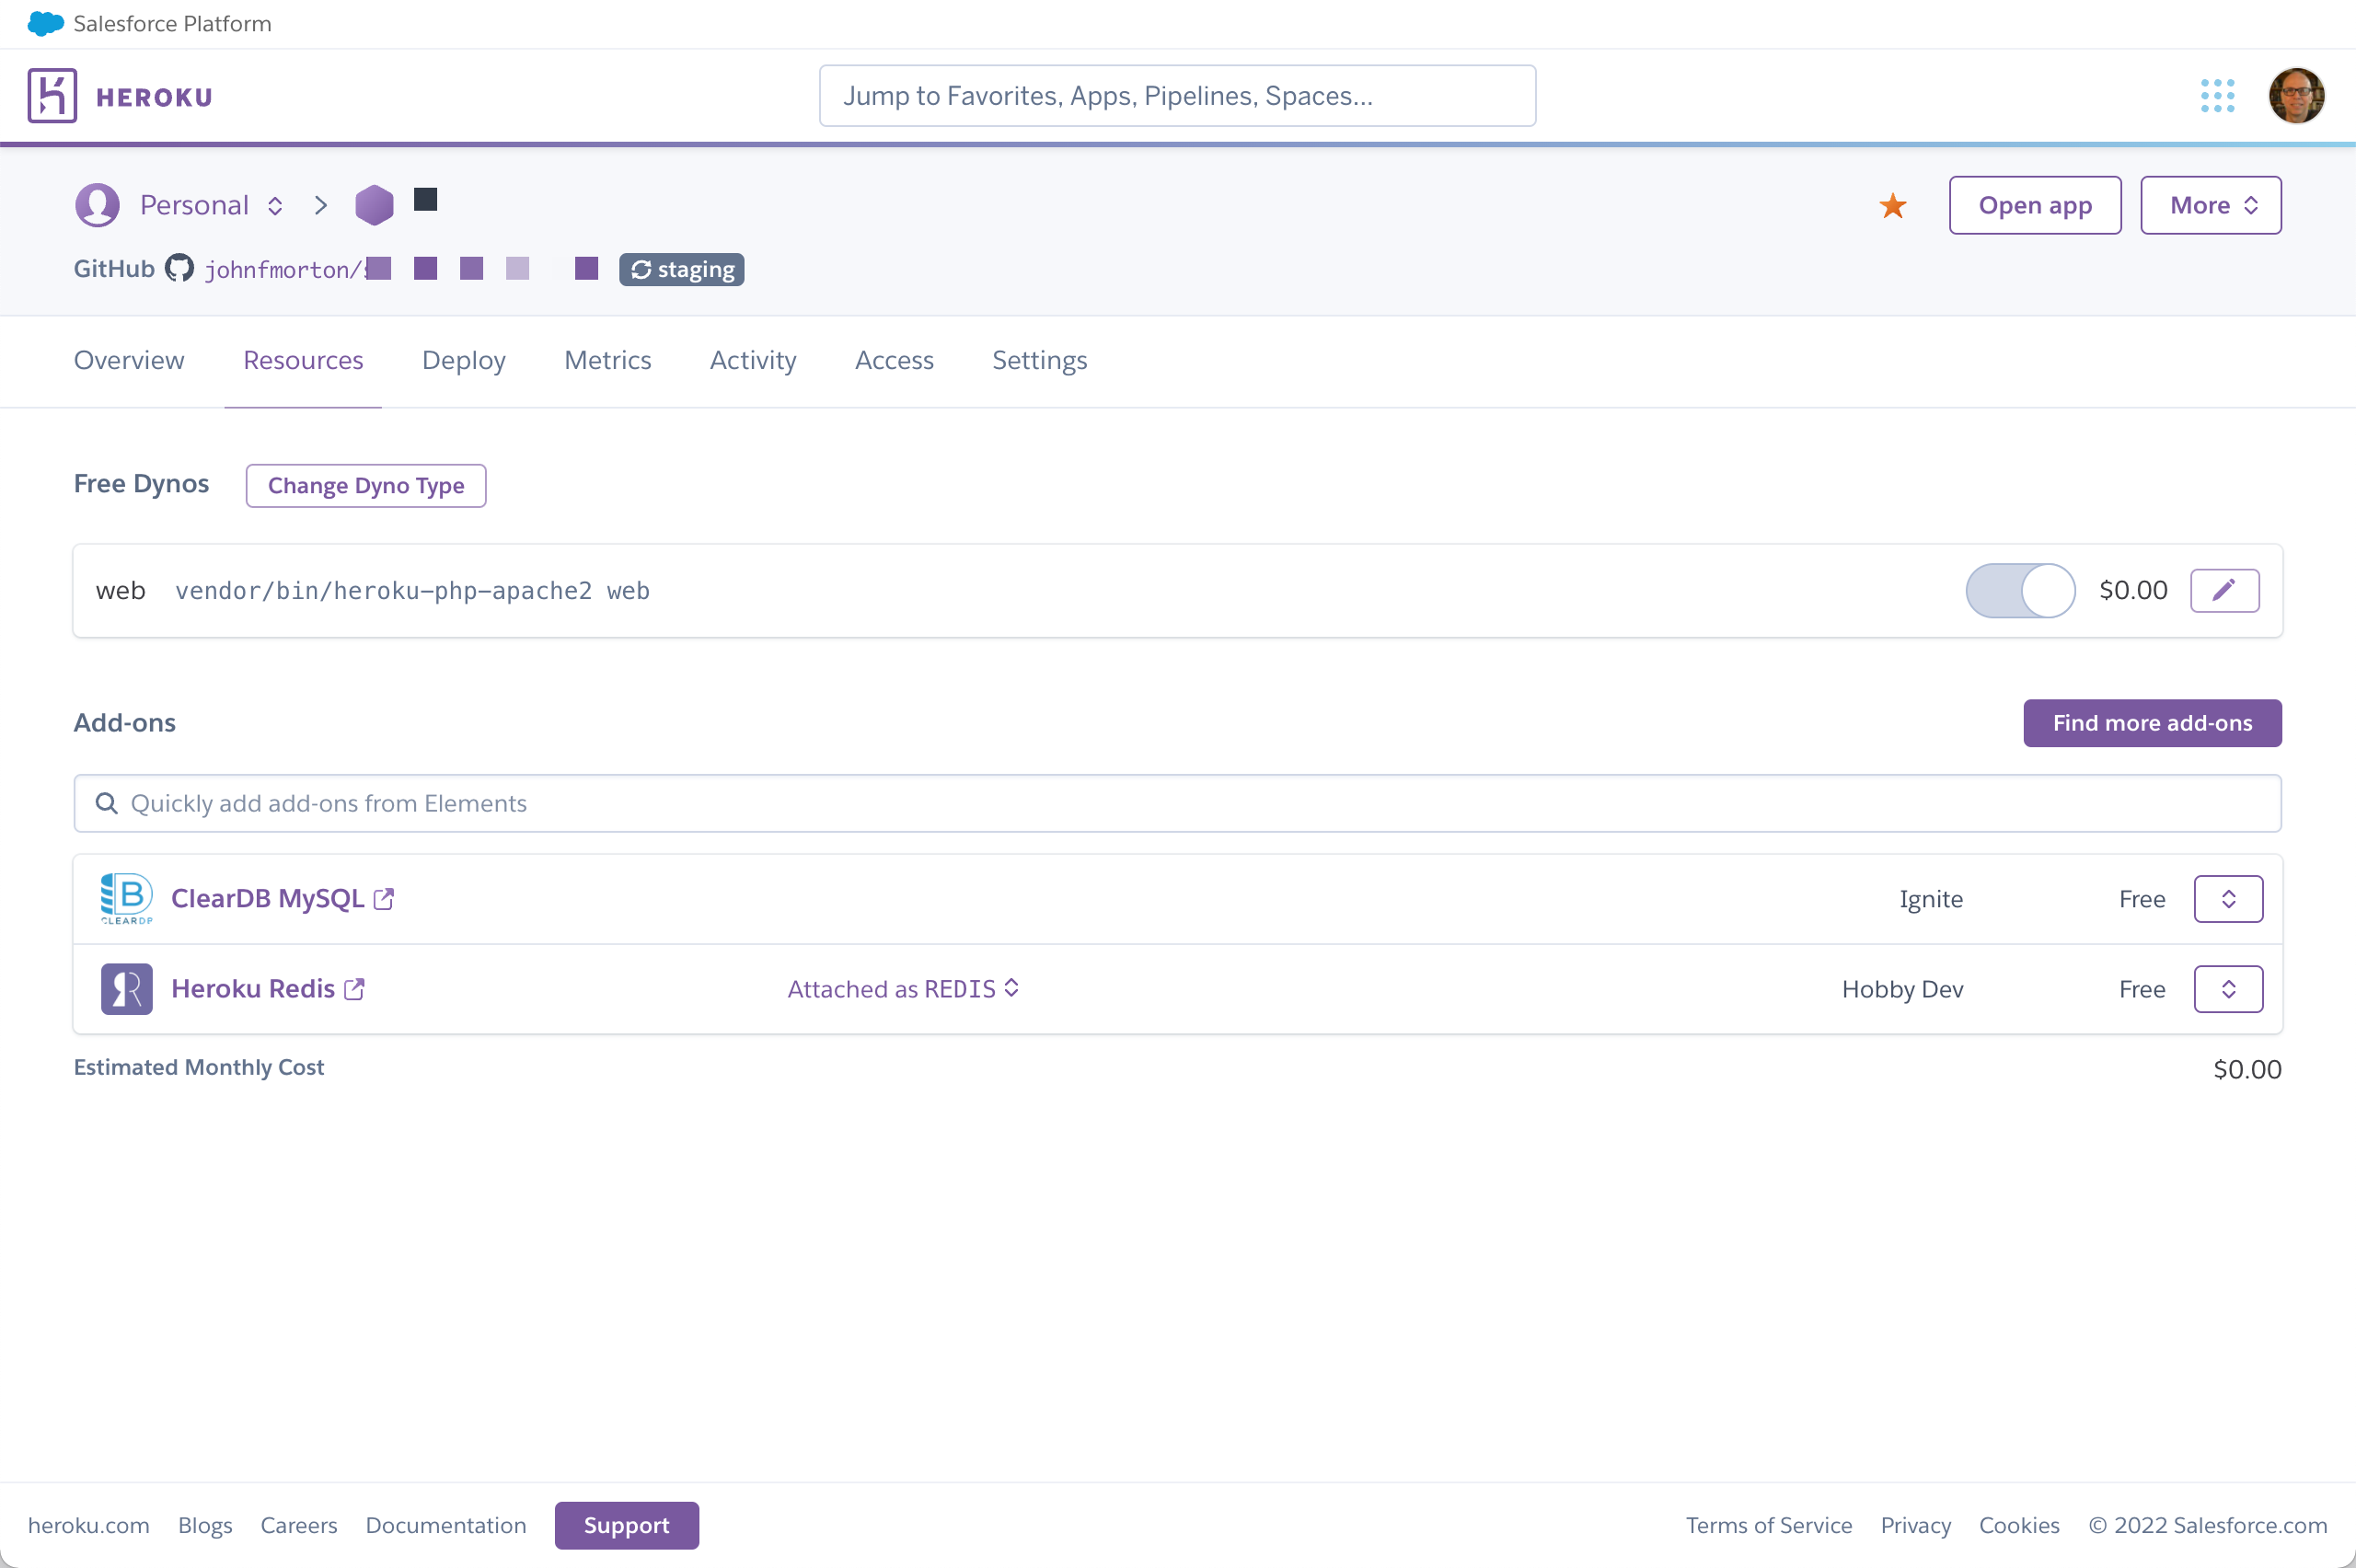 Salesforce Platform
HEROKU
Jump to Favorites, Apps, Pipelines, Spaces...
Personal
Open app
More
GitHub johnfmorton/ staging
Overview Resources Deploy Metrics Activity Access Settings
Free Dynos Change Dyno Type
web vendor/bin/heroku-php-apache2 web $0.00
Add-ons Find more add-ons
Quickly add add-ons from Elements
B
CLEARDB
ClearDB MySQL Ignite Free
R Heroku Redis Attached as REDIS Hobby Dev Free
Estimated Monthly Cost $0.00
heroku.com Blogs Careers Documentation Support Terms of Service Privacy Cookies © 2022 Salesforce.com